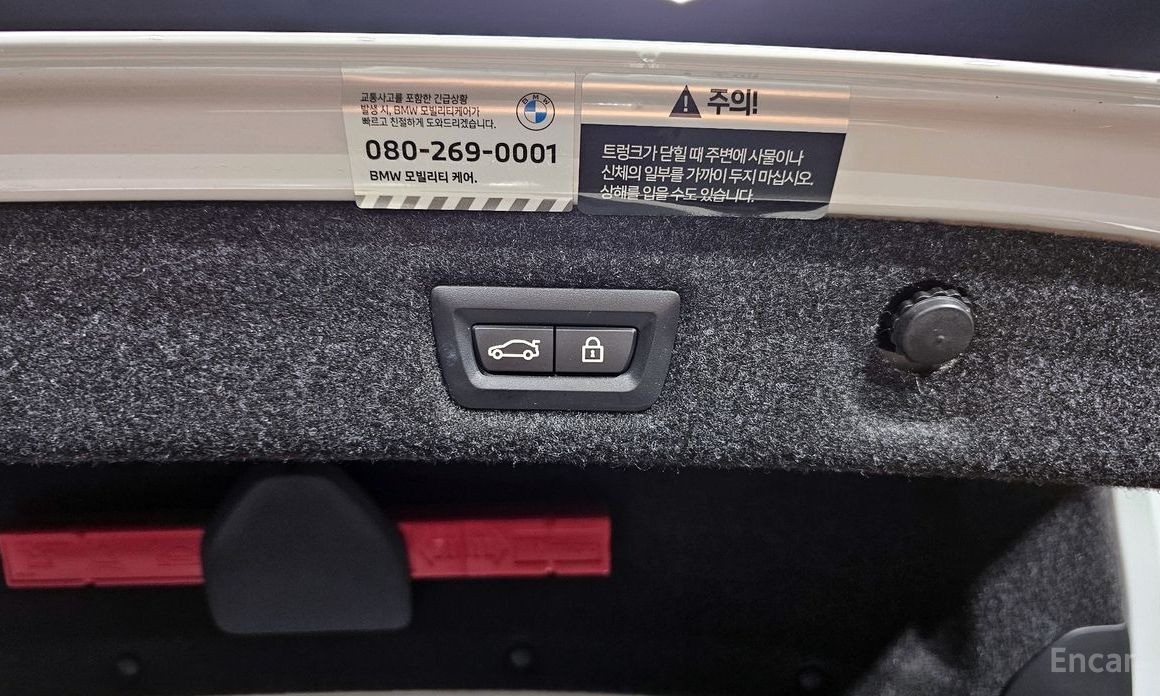 교통사고를 포함한 긴급상황
발생 시, BMW 모빌리티케어가
빠르고 친절하게 도와드리겠습니다.
080-269-0001
BMW 모빌리티 케어.
BMW
주의!
트렁크가 닫힐 때 주변에 사물이나
신체의 일부를 가까이 두지 마십시오.
상해를 입을 수도 있습니다.
Encar